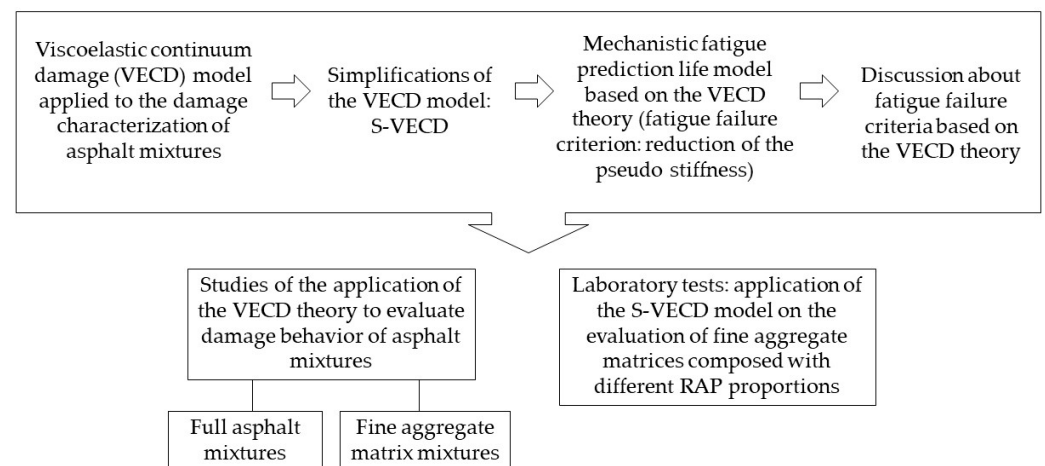 Viscoelastic continuum
damage (VECD) model
applied to the damage
characterization of
asphalt mixtures
Simplifications of
the VECD model:
S-VECD
Mechanistic fatigue
prediction life model
based on the VECD
theory (fatigue failure
criterion: reduction of the
pseudo stiffness)
Discussion about
fatigue failure
criteria based on
the VECD theory
Studies of the application of
the VECD theory to evaluate
damage behavior of asphalt
mixtures
Laboratory tests: application of
the S-VECD model on the
evaluation of fine aggregate
matrices composed with
different RAP proportions
Full asphalt
mixtures
Fine aggregate
matrix mixtures